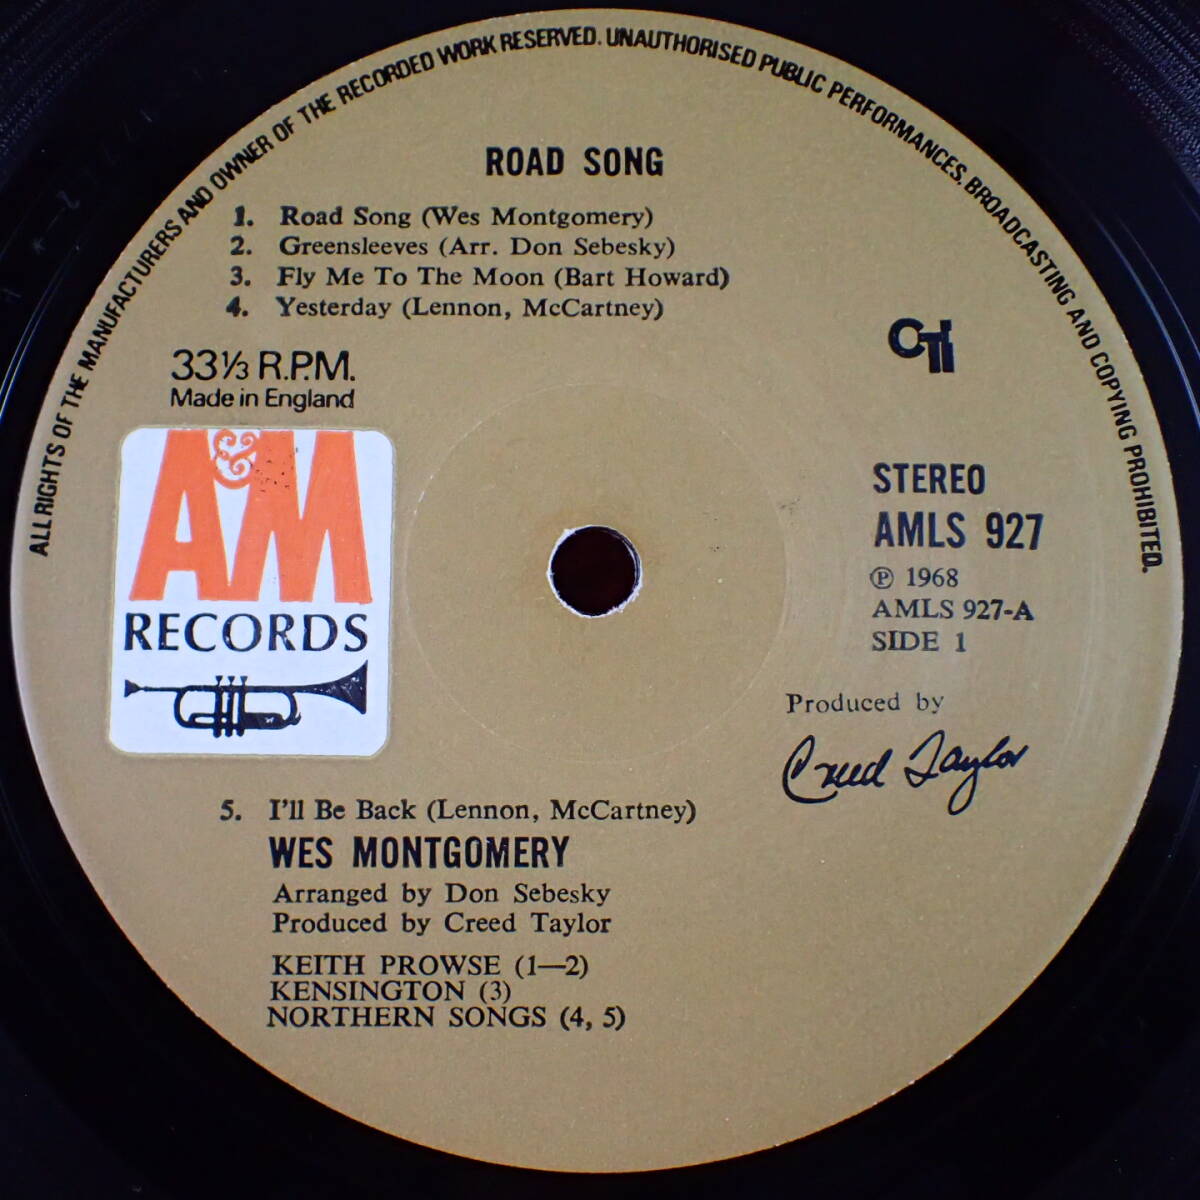 ALL RIGHTS OF THE MANUFACTURERS AND OWNER OF THE RECORDED WORK RESERVED. UNAUTHORISED PUBLIC PERFORMANCES, BROADCASTING AND COPYING PROHIBITED.
ROAD SONG
1. Road Song (Wes Montgomery)
2. Greensleeves (Arr. Don Sebesky)
3. Fly Me To The Moon (Bart Howard)
4. Yesterday (Lennon, McCartney)
33⅓ R.P.M.
Made in England
A&M
RECORDS
CTI
STEREO
AMLS 927
℗ 1968
AMLS 927-A
SIDE 1
Produced by
Creed Taylor
5. I'll Be Back (Lennon, McCartney)
WES MONTGOMERY
Arranged by Don Sebesky
Produced by Creed Taylor
KEITH PROWSE (1—2)
KENSINGTON (3)
NORTHERN SONGS (4, 5)